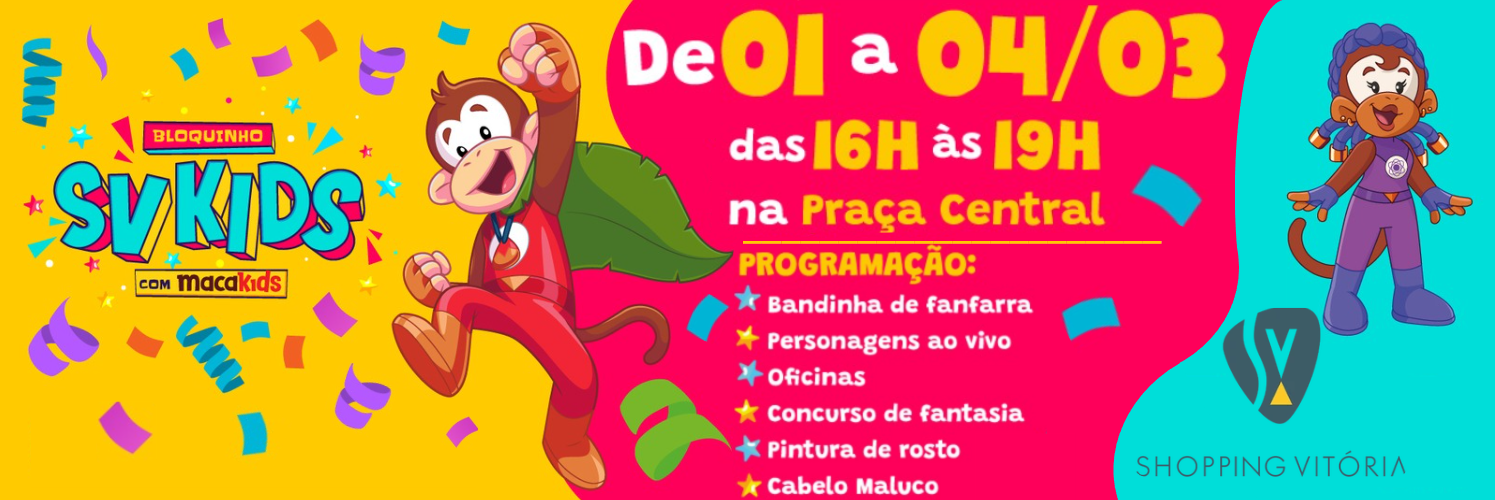 BLOQUINHO
SVKIDS
COM macakids
De 01 a 04/03
das 16H às 19H
na Praça Central
PROGRAMAÇÃO:
Bandinha de fanfarra
Personagens ao vivo
Oficinas
Concurso de fantasia
Pintura de rosto
Cabelo Maluco
SV
SHOPPING VITÓRIA